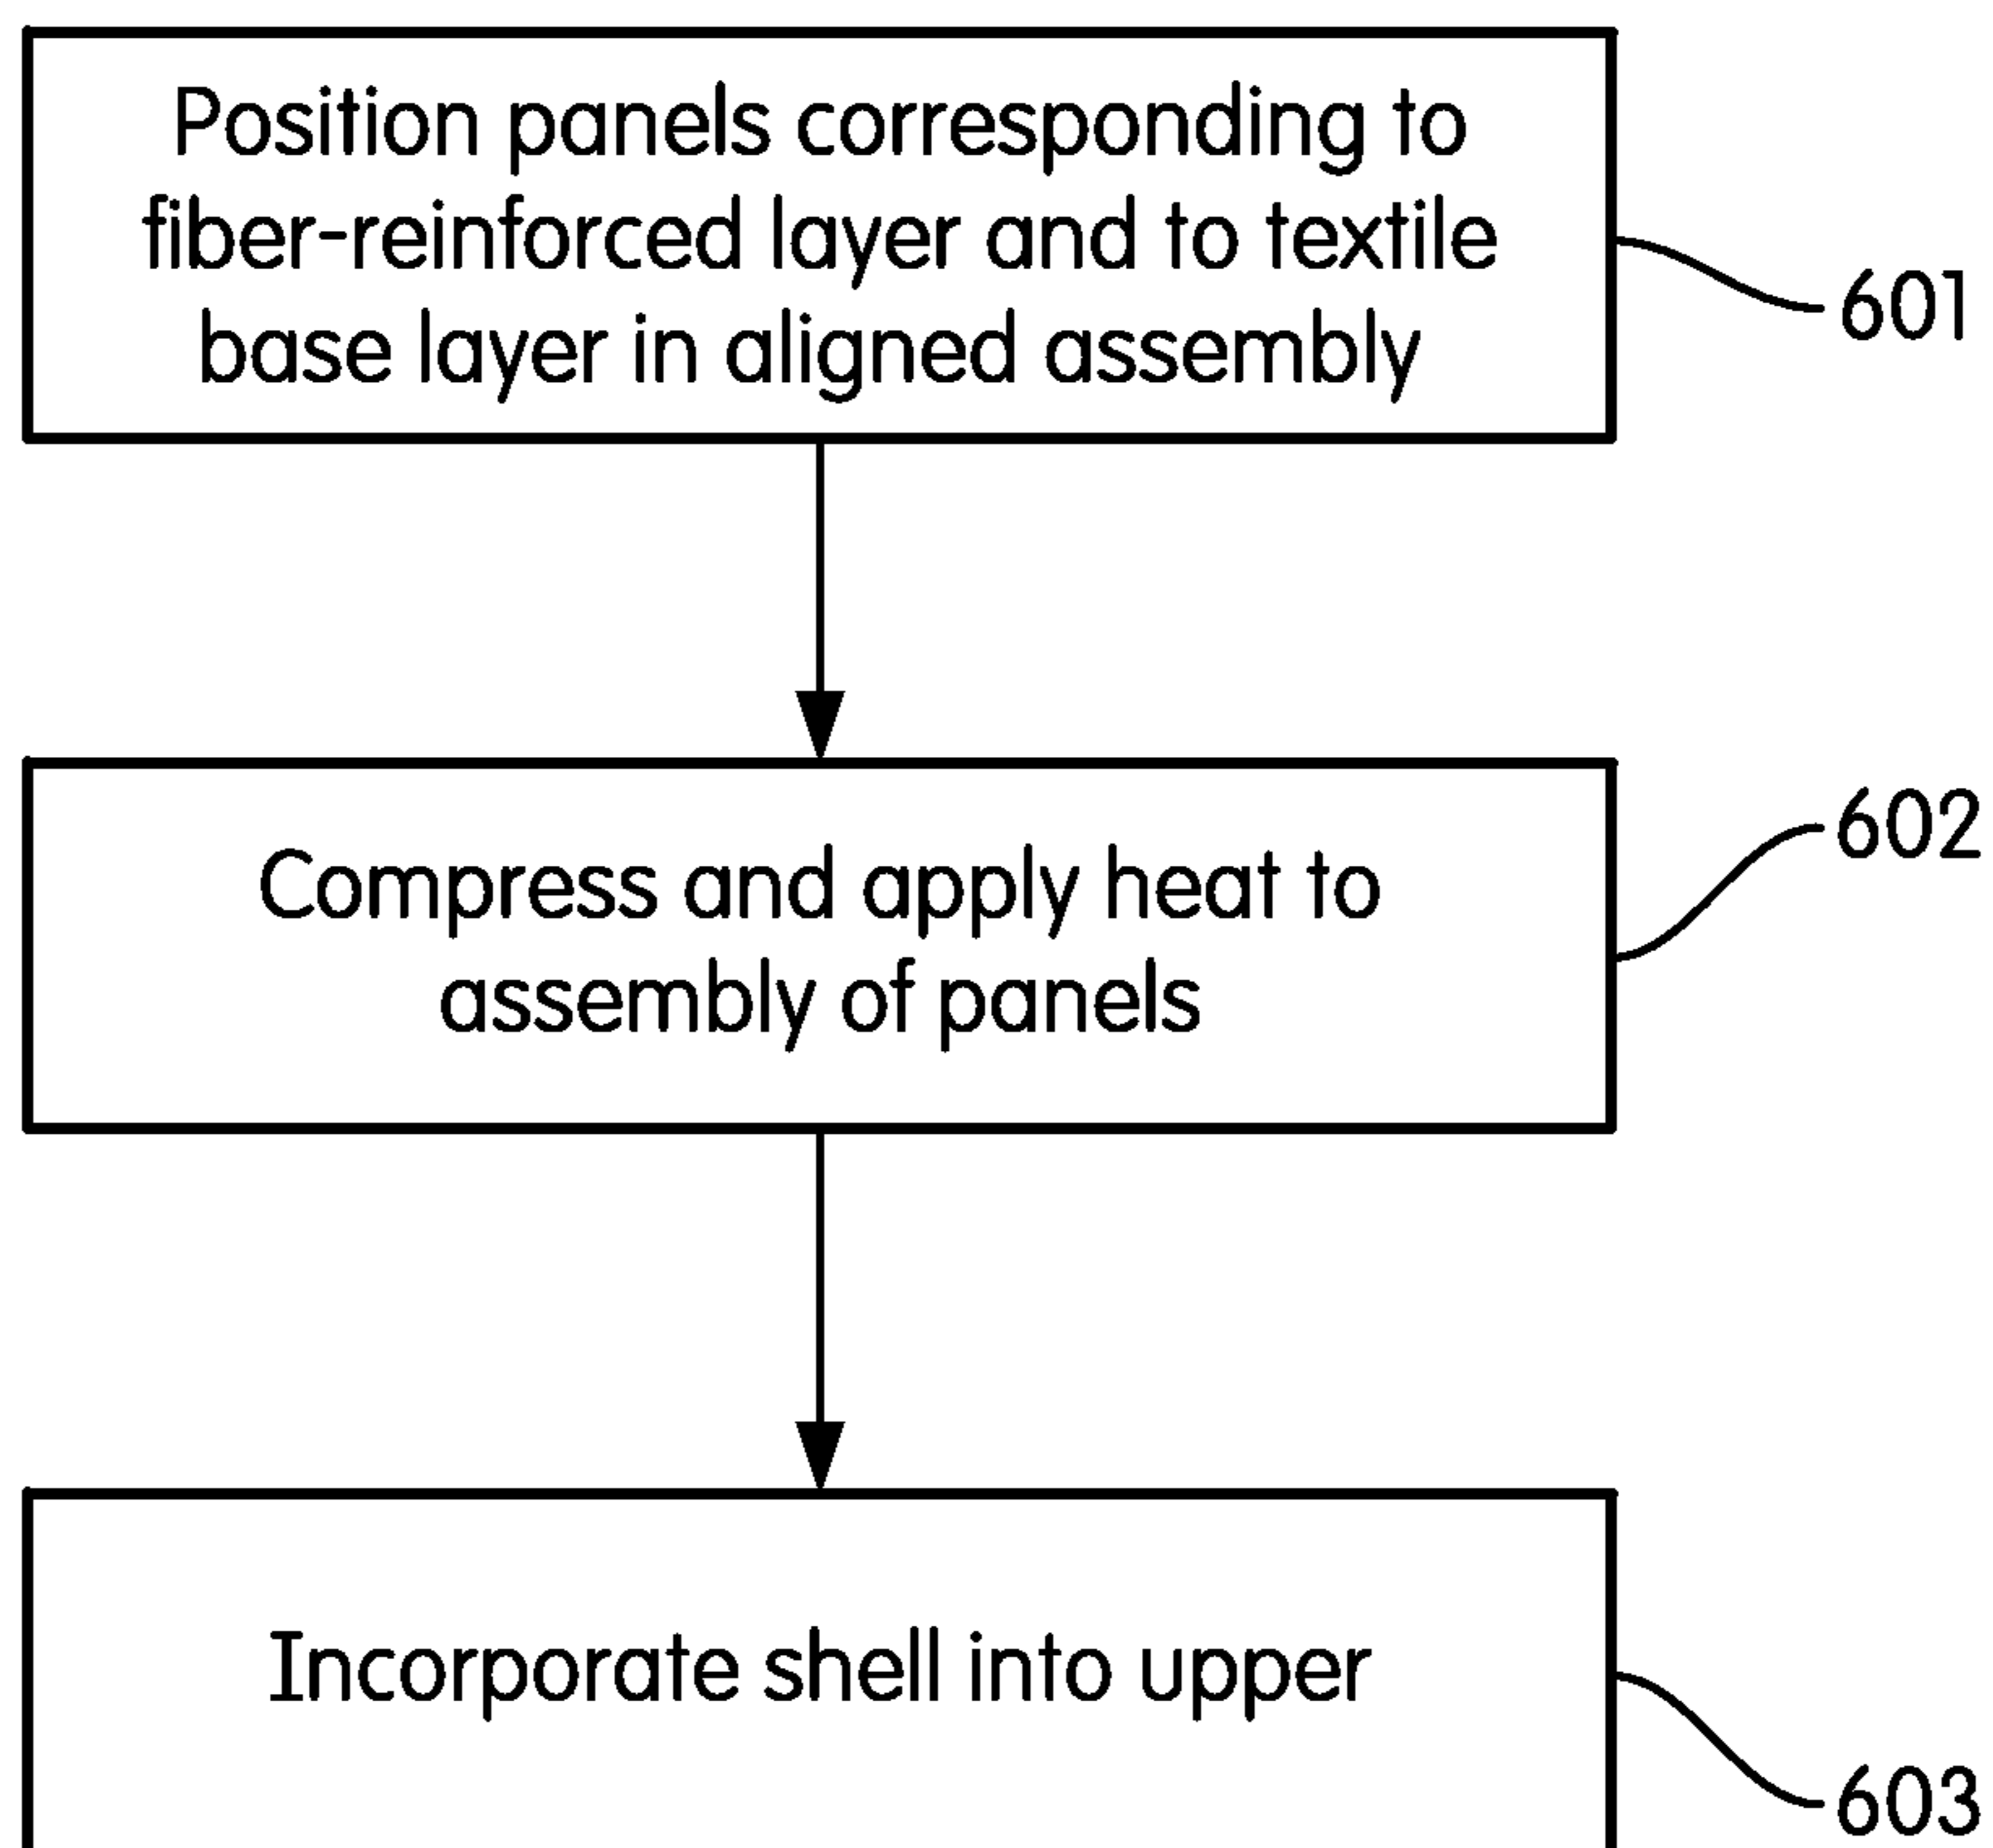 Position panels corresponding to
fiber-reinforced layer and to textile
base layer in aligned assembly
601
Compress and apply heat to
assembly of panels
602
Incorporate shell into upper
603